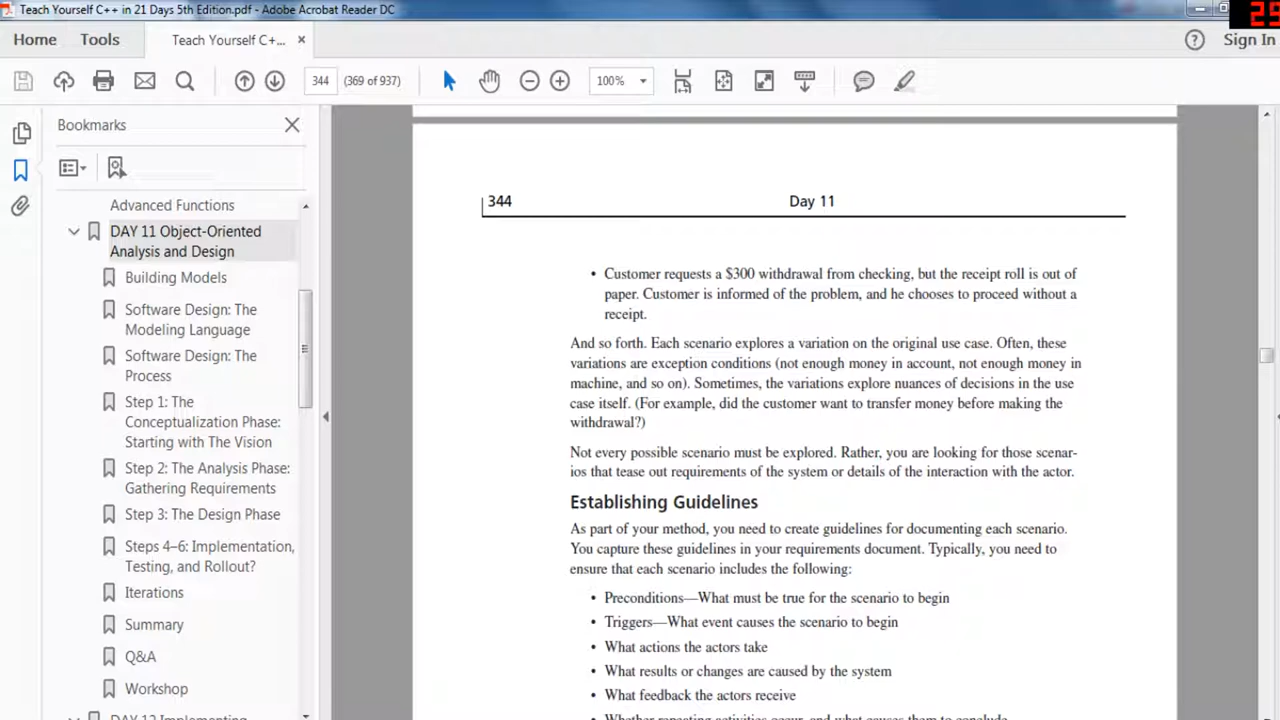 Teach Yourself C++ in 21 Days 5th Edition.pdf - Adobe Acrobat Reader DC
Home Tools Teach Yourself C+... × Sign In
344 (369 of 937) 100%
Bookmarks
Advanced Functions
DAY 11 Object-Oriented
Analysis and Design
Building Models
Software Design: The
Modeling Language
Software Design: The
Process
Step 1: The
Conceptualization Phase:
Starting with The Vision
Step 2: The Analysis Phase:
Gathering Requirements
Step 3: The Design Phase
Steps 4–6: Implementation,
Testing, and Rollout?
Iterations
Summary
Q&A
Workshop
DAY 12 Implementing
344 Day 11
• Customer requests a $300 withdrawal from checking, but the receipt roll is out of
paper. Customer is informed of the problem, and he chooses to proceed without a
receipt.
And so forth. Each scenario explores a variation on the original use case. Often, these
variations are exception conditions (not enough money in account, not enough money in
machine, and so on). Sometimes, the variations explore nuances of decisions in the use
case itself. (For example, did the customer want to transfer money before making the
withdrawal?)
Not every possible scenario must be explored. Rather, you are looking for those scenar-
ios that tease out requirements of the system or details of the interaction with the actor.
Establishing Guidelines
As part of your method, you need to create guidelines for documenting each scenario.
You capture these guidelines in your requirements document. Typically, you need to
ensure that each scenario includes the following:
• Preconditions—What must be true for the scenario to begin
• Triggers—What event causes the scenario to begin
• What actions the actors take
• What results or changes are caused by the system
• What feedback the actors receive
• Whether repeating activities occur, and what causes them to conclude